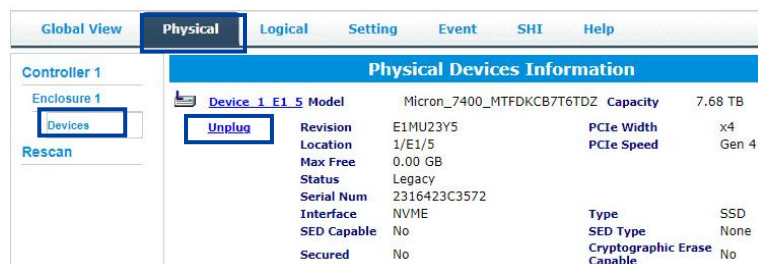 Global View Physical Logical Setting Event SHI Help
Controller 1
Enclosure 1
Devices
Rescan
Physical Devices Information
Device_1_E1_5 Model Micron_7400_MTFDKCB7T6TDZ Capacity 7.68 TB
Unplug Revision E1MU23Y5 PCIe Width x4
Location 1/E1/5 PCIe Speed Gen 4
Max Free 0.00 GB
Status Legacy
Serial Num 2316423C3572
Interface NVME Type SSD
SED Capable No SED Type None
Secured No Cryptographic Erase Capable No